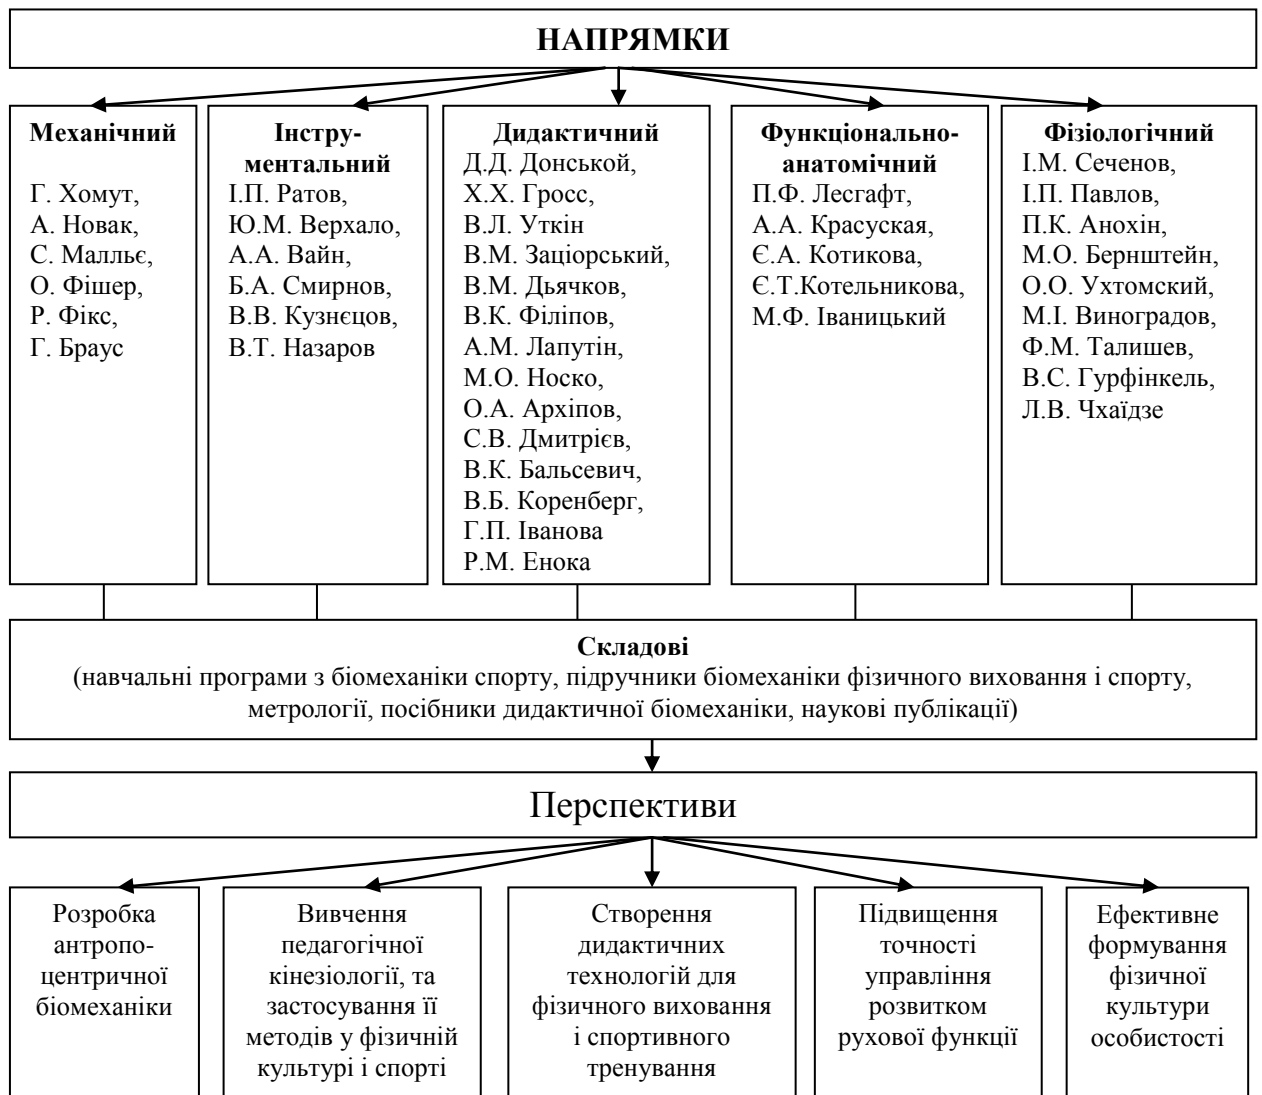 НАПРЯМКИ
Механічний
Г. Хомут,
А. Новак,
С. Малльє,
О. Фішер,
Р. Фікс,
Г. Браус
Інстру-
ментальний
І.П. Ратов,
Ю.М. Верхало,
А.А. Вайн,
Б.А. Смирнов,
В.В. Кузнєцов,
В.Т. Назаров
Дидактичний
Д.Д. Донськой,
Х.Х. Гросс,
В.Л. Уткін
В.М. Заціорський,
В.М. Дьячков,
В.К. Філіпов,
А.М. Лапутін,
М.О. Носко,
О.А. Архіпов,
С.В. Дмитрієв,
В.К. Бальсевич,
В.Б. Коренберг,
Г.П. Іванова
Р.М. Енока
Функціонально-
анатомічний
П.Ф. Лесгафт,
А.А. Красуская,
Є.А. Котикова,
Є.Т.Котельникова,
М.Ф. Іваницький
Фізіологічний
І.М. Сеченов,
І.П. Павлов,
П.К. Анохін,
М.О. Бернштейн,
О.О. Ухтомский,
М.І. Виноградов,
Ф.М. Талишев,
В.С. Гурфінкель,
Л.В. Чхаїдзе
Складові
(навчальні програми з біомеханіки спорту, підручники біомеханіки фізичного виховання і спорту,
метрології, посібники дидактичної біомеханіки, наукові публікації)
Перспективи
Розробка
антропо-
центричної
біомеханіки
Вивчення
педагогічної
кінезіології, та
застосування її
методів у фізичній
культурі і спорті
Створення
дидактичних
технологій для
фізичного виховання
і спортивного
тренування
Підвищення
точності
управління
розвитком
рухової функції
Ефективне
формування
фізичної
культури
особистості